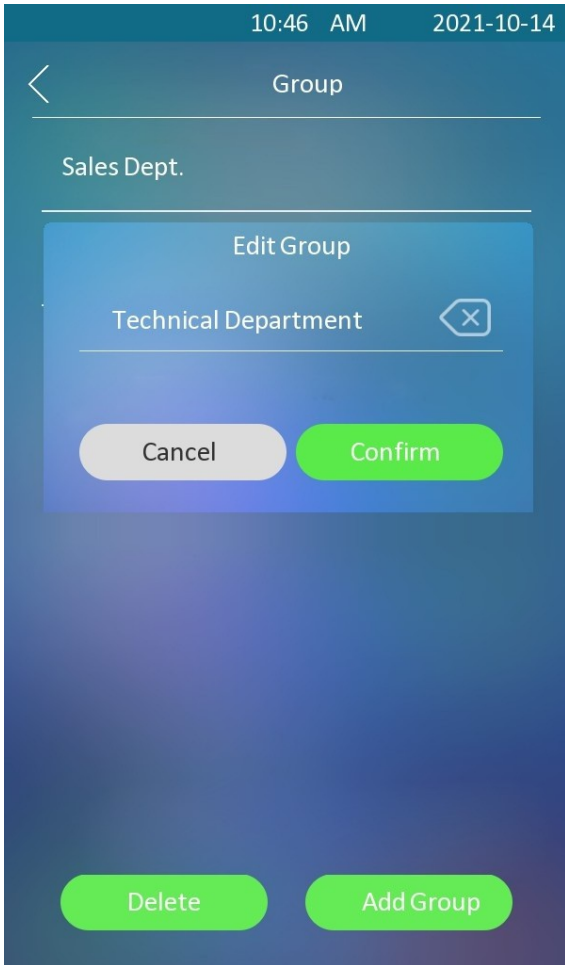 10:46 AM 2021-10-14
Group
Sales Dept.
Edit Group
Technical Department
Cancel Confirm
Delete Add Group